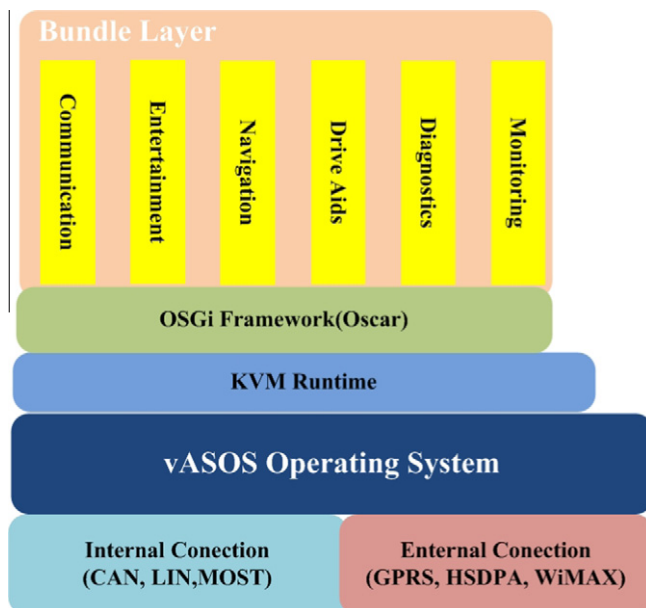 Bundle Layer
Communication
Entertainment
Navigation
Drive Aids
Diagnostics
Monitoring
OSGi Framework(Oscar)
KVM Runtime
vASOS Operating System
Internal Conection
(CAN, LIN,MOST)
Enternal Conection
(GPRS, HSDPA, WiMAX)